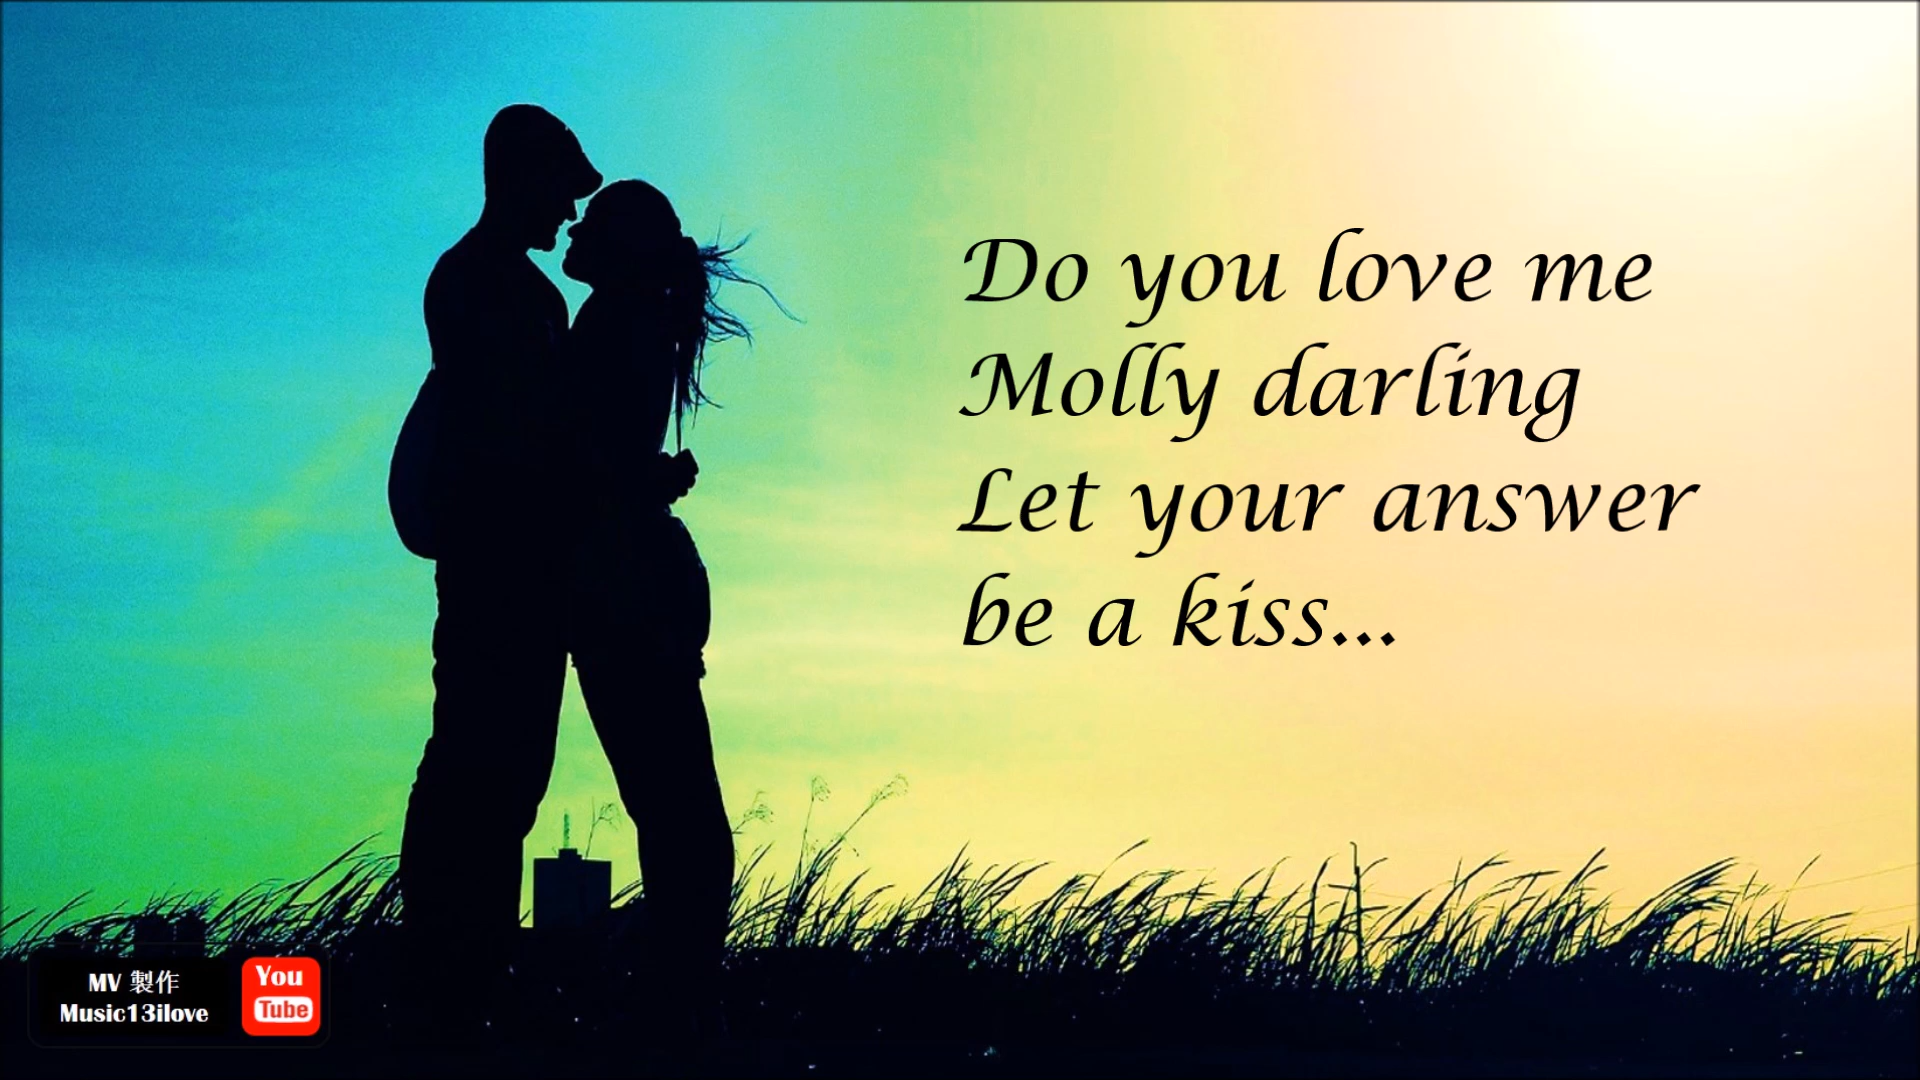 Do you love me
Molly darling
Let your answer
be a kiss...
MV 製作
Music13ilove
You
Tube